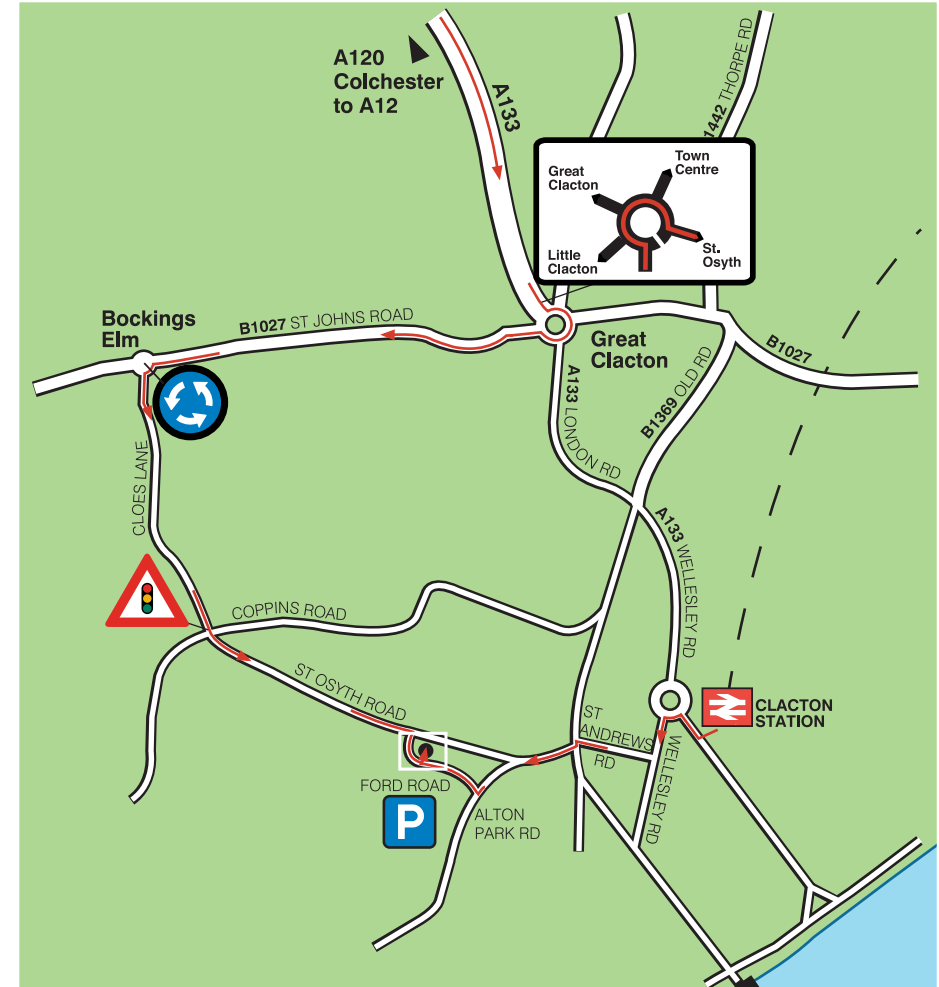 A120
Colchester
to A12
A133
1442 THORPE RD
Town
Centre
Great
Clacton
Little
Clacton
St.
Osyth
Bockings
Elm
B1027 ST JOHNS ROAD
Great
Clacton
B1027
A133 LONDON RD
B1369 OLD RD
CLOES LANE
A133 WELLESLEY RD
COPPINS ROAD
ST OSYTH ROAD
ST
ANDREWS
RD
CLACTON
STATION
WELLESLEY RD
FORD ROAD
P
ALTON
PARK RD